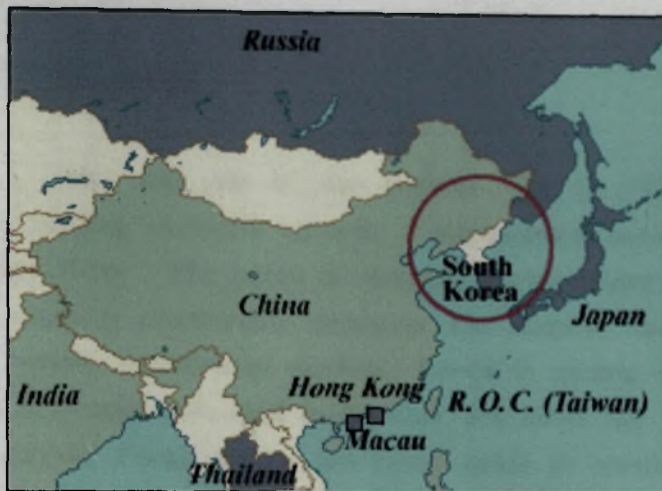 Russia
South
Korea
China
Japan
India
Hong Kong
R. O. C. (Taiwan)
Macau
Thailand